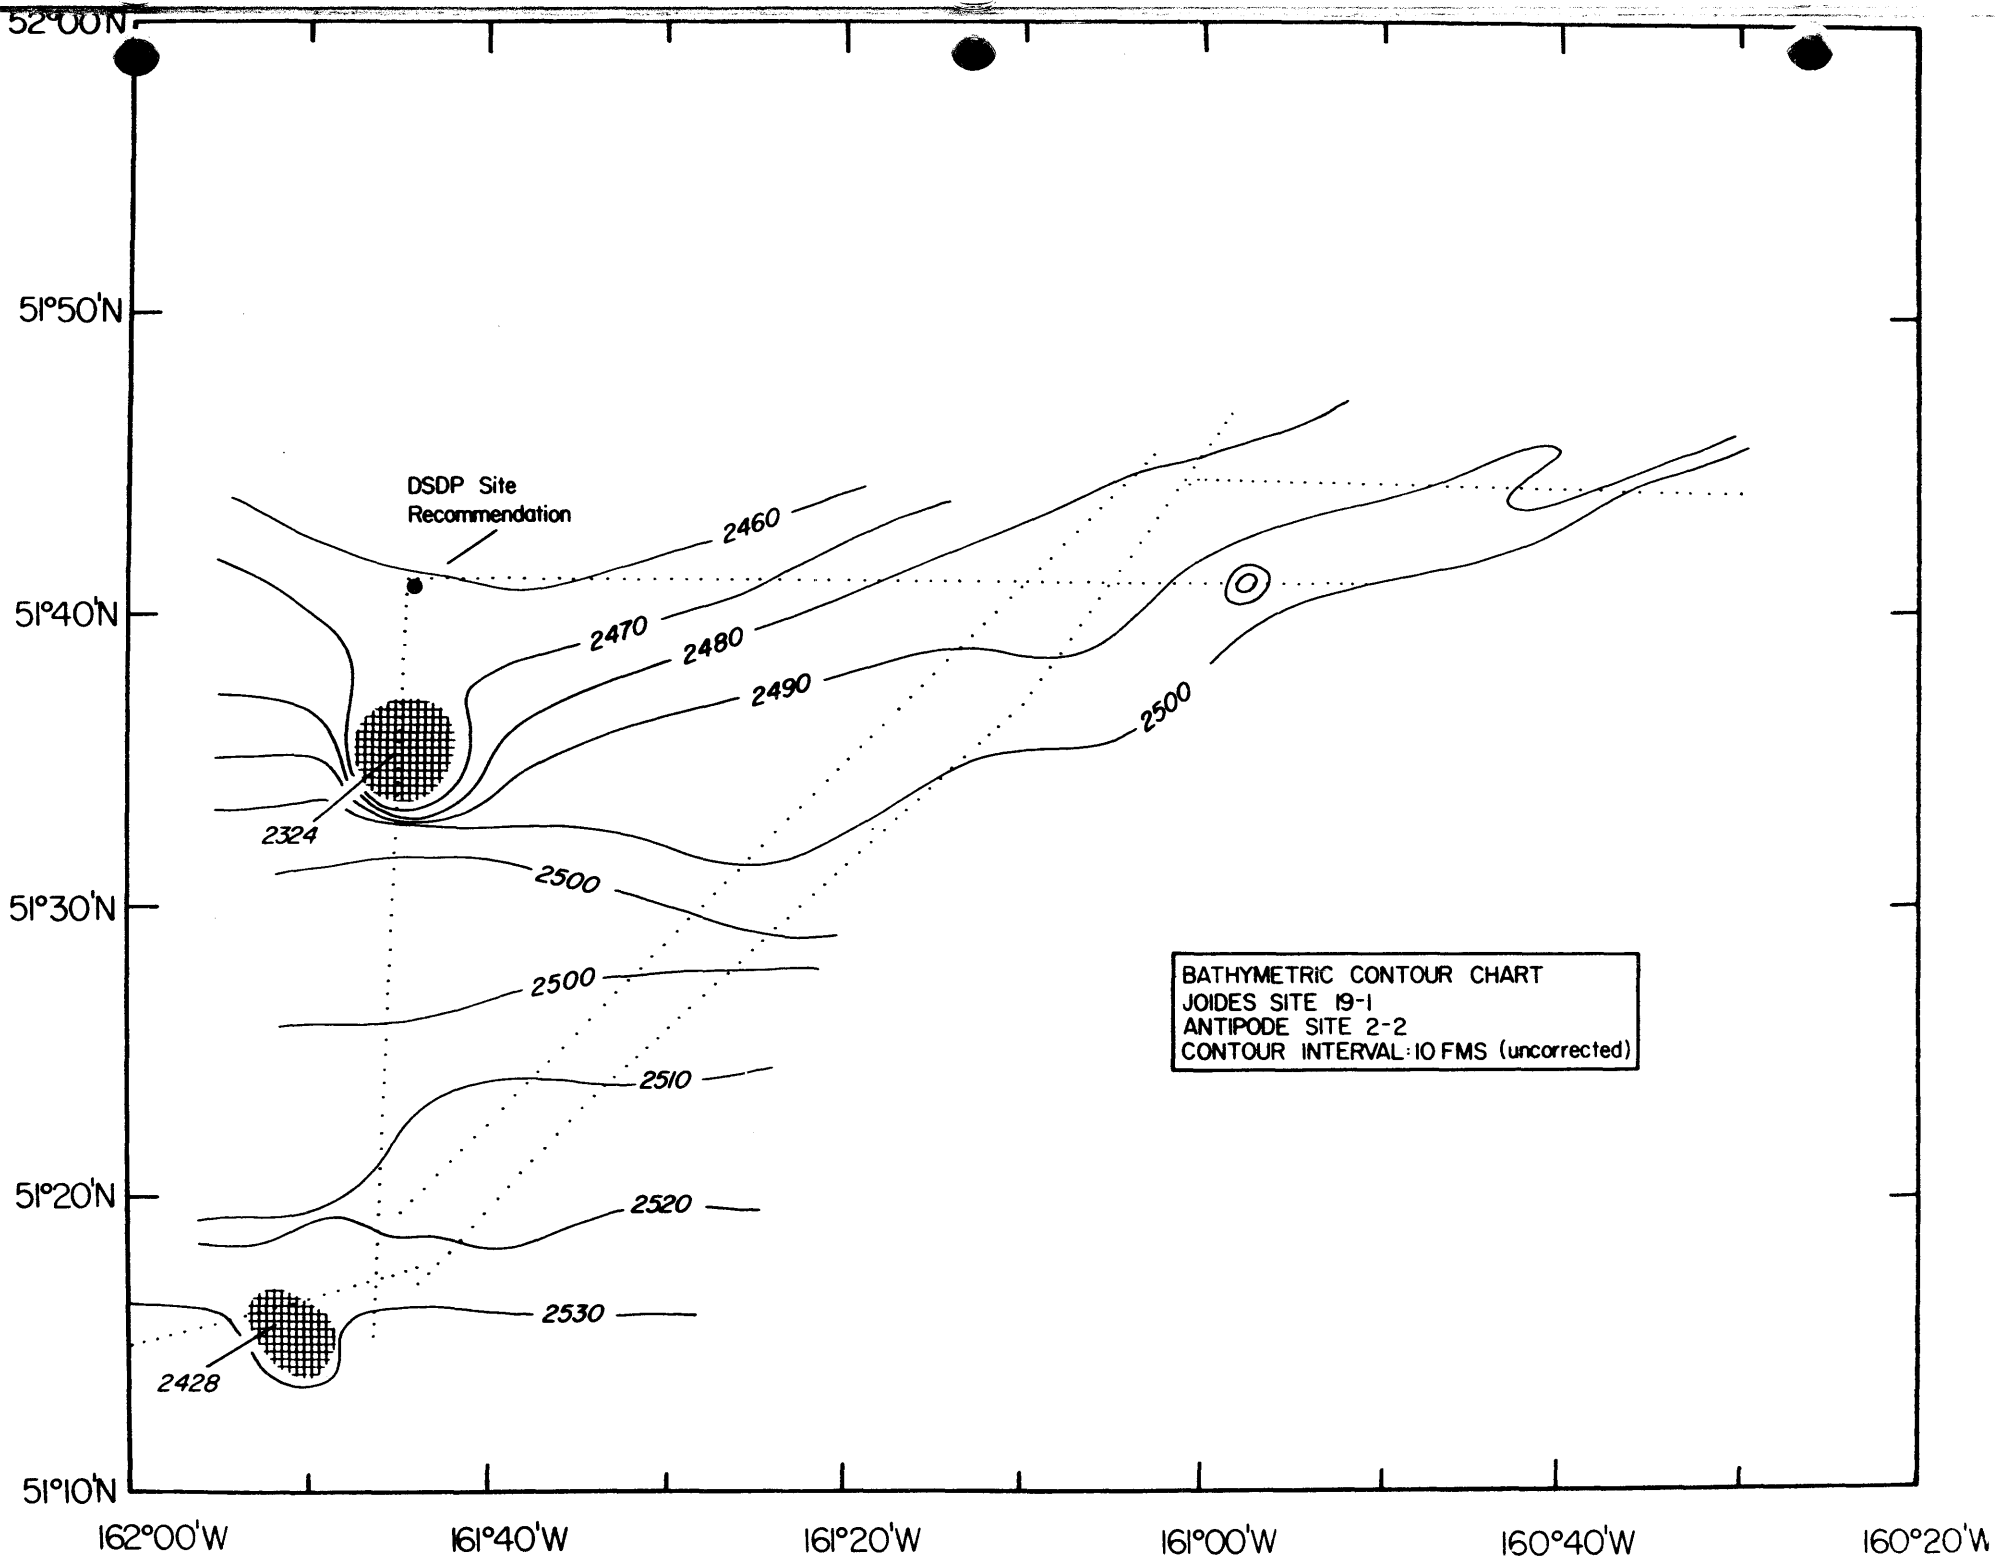 52°00'N
51°50'N
DSDP Site
Recommendation
2460
51°40'N
2470
2480
2490
2500
2324
2500
51°30'N
2500
BATHYMETRIC CONTOUR CHART
JOIDES SITE 19-1
ANTIPODE SITE 2-2
CONTOUR INTERVAL: 10 FMS (uncorrected)
2510
51°20'N
2520
2530
2428
51°10'N
162°00'W 161°40'W 161°20'W 161°00'W 160°40'W 160°20'W